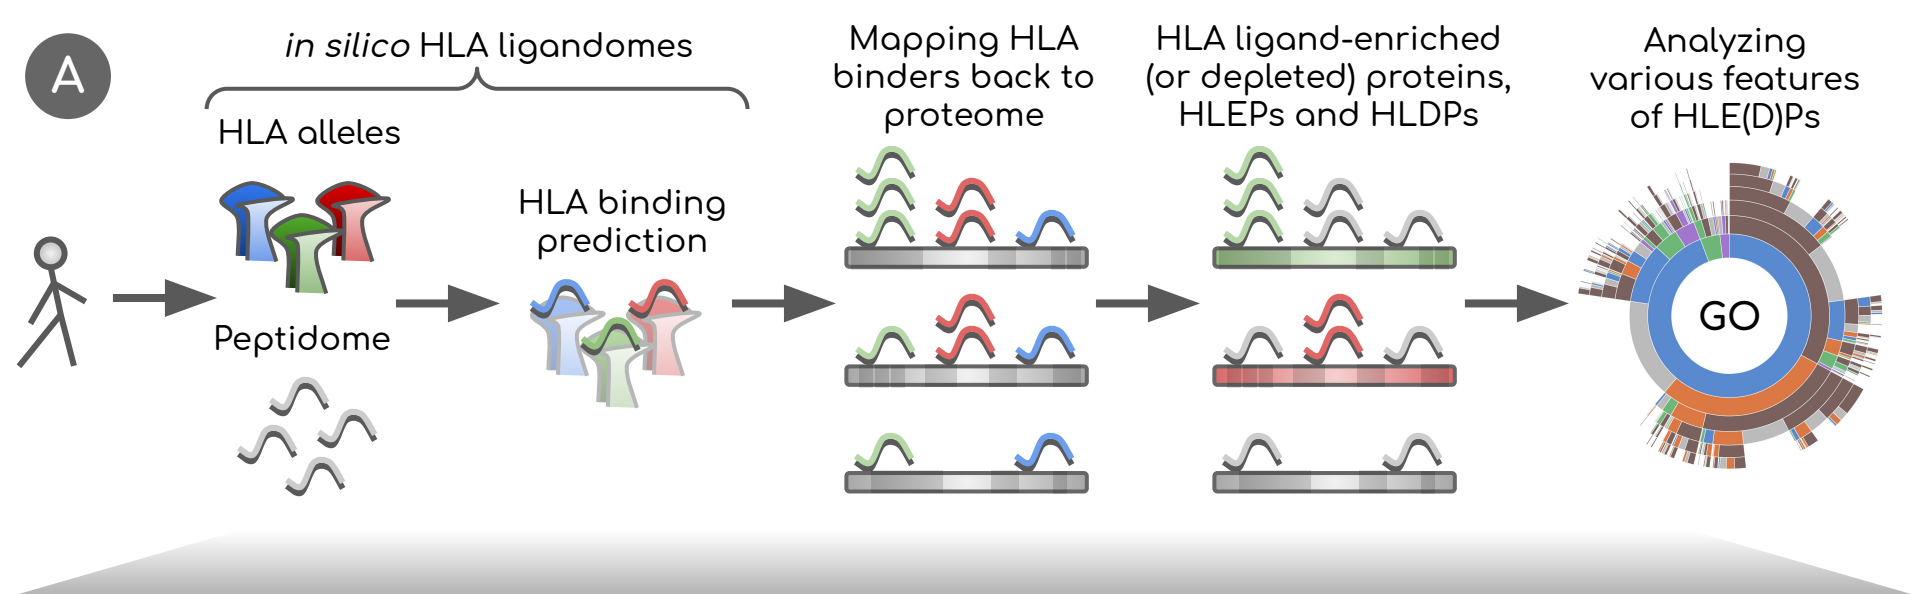 A
in silico HLA ligandomes
HLA alleles
Peptidome
HLA binding
prediction
Mapping HLA
binders back to
proteome
HLA ligand-enriched
(or depleted) proteins,
HLEPs and HLDPs
Analyzing
various features
of HLE(D)Ps
GO